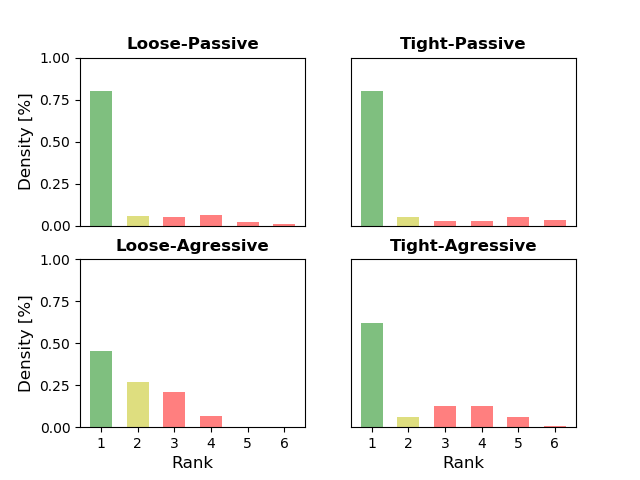 Loose-Passive
Tight-Passive
1.00
0.75
0.50
0.25
0.00
Density [%]
Loose-Agressive
Tight-Agressive
1.00
0.75
0.50
0.25
0.00
Density [%]
1 2 3 4 5 6
1 2 3 4 5 6
Rank
Rank